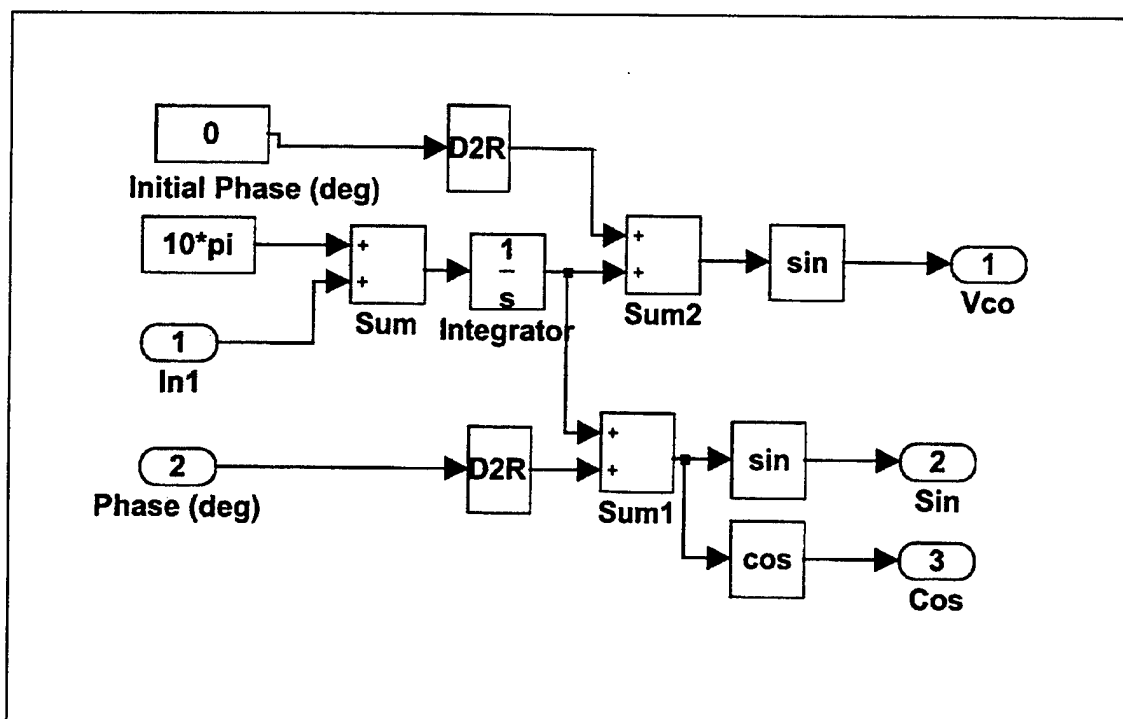 0
D2R
Initial Phase (deg)
10*pi
+
+
Sum
1
s
Integrator
+
+
Sum2
sin
1
Vco
1
In1
2
Phase (deg)
D2R
+
+
Sum1
sin
2
Sin
cos
3
Cos